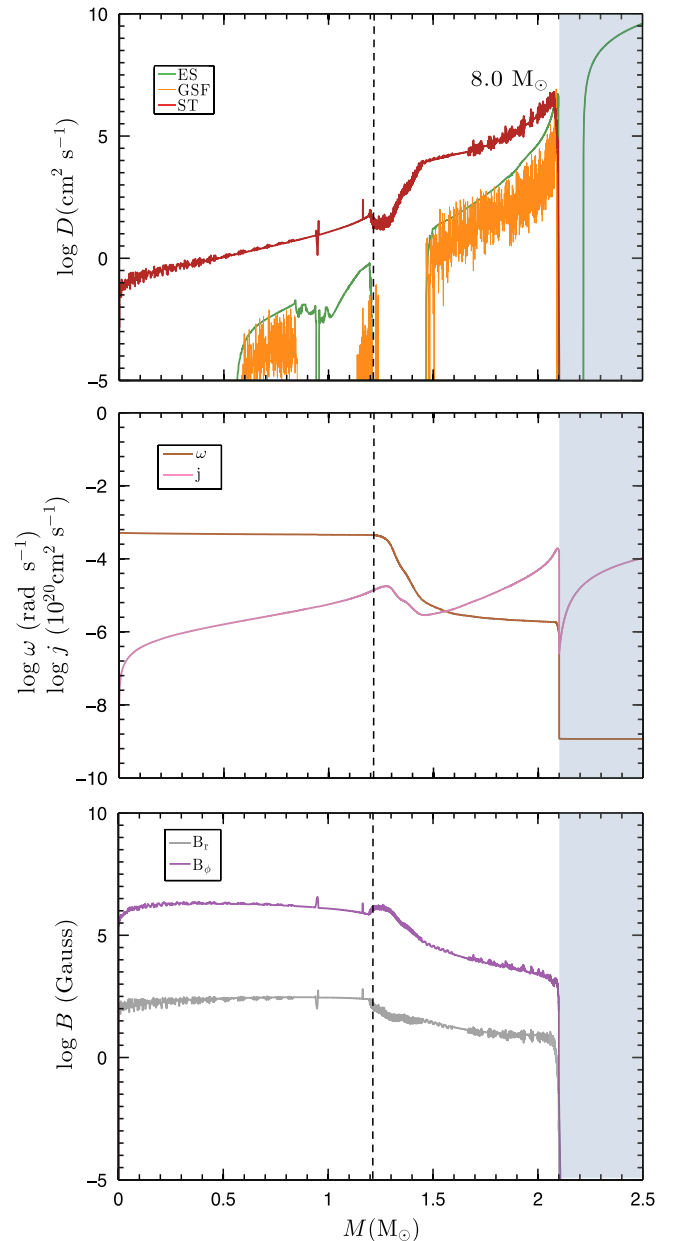 10
5
0
−5
log D(cm² s⁻¹)
ES
GSF
ST
8.0 M☉
0
−2
−4
−6
−8
−10
log ω (rad s⁻¹)
log j (10²⁰cm² s⁻¹)
ω
j
10
5
0
−5
log B (Gauss)
Bᵣ
B_ϕ
0
0.5
1
1.5
2
2.5
M(M☉)